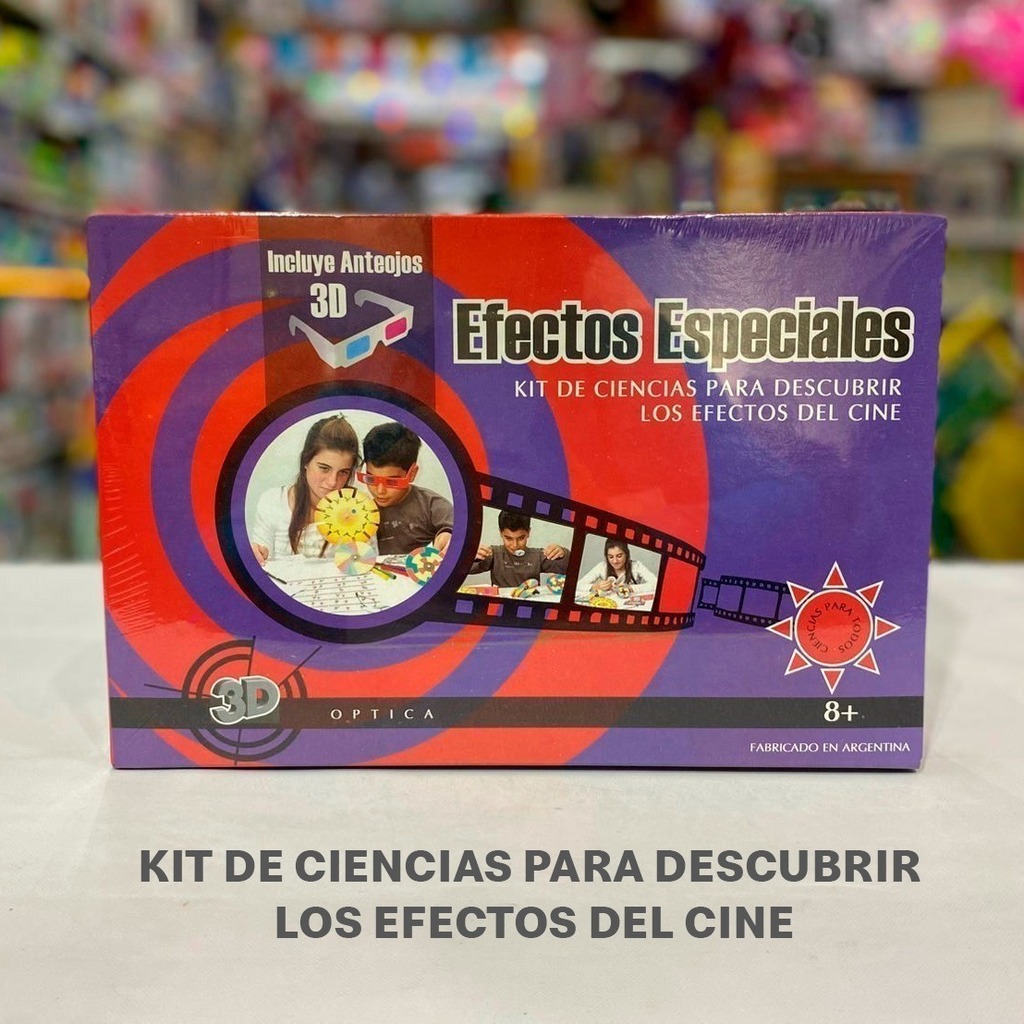 Incluye Anteojos
3D
Efectos Especiales
KIT DE CIENCIAS PARA DESCUBRIR
LOS EFECTOS DEL CINE
CIENCIAS PARA TODOS ·
3D
OPTICA
8+
FABRICADO EN ARGENTINA
KIT DE CIENCIAS PARA DESCUBRIR
LOS EFECTOS DEL CINE